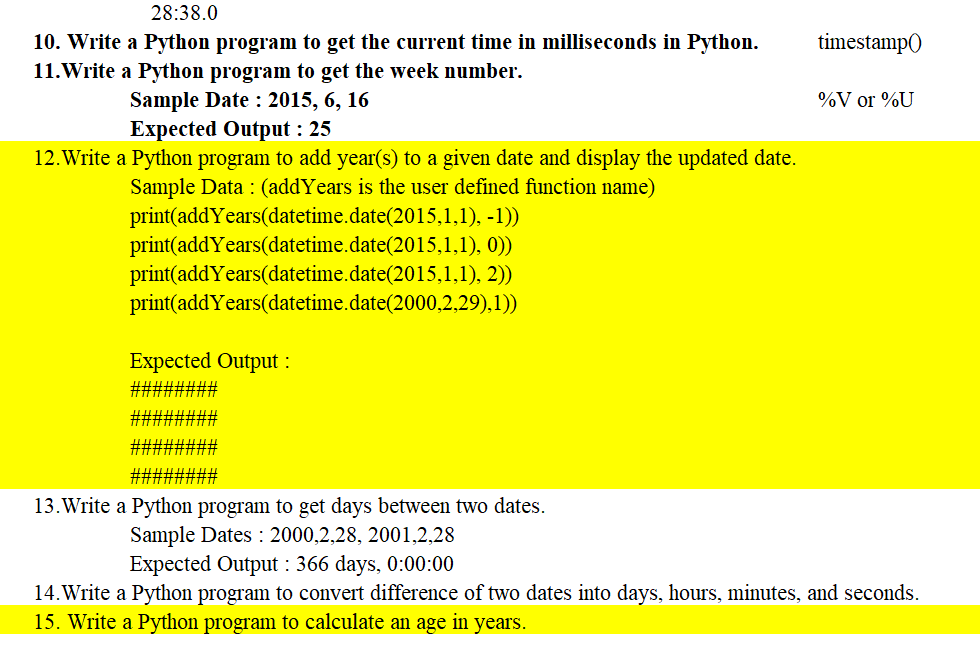 28:38.0
10. Write a Python program to get the current time in milliseconds in Python. timestamp()
11.Write a Python program to get the week number.
Sample Date : 2015, 6, 16 %V or %U
Expected Output : 25
12.Write a Python program to add year(s) to a given date and display the updated date.
Sample Data : (addYears is the user defined function name)
print(addYears(datetime.date(2015,1,1), -1))
print(addYears(datetime.date(2015,1,1), 0))
print(addYears(datetime.date(2015,1,1), 2))
print(addYears(datetime.date(2000,2,29),1))
Expected Output :
########
########
########
########
13.Write a Python program to get days between two dates.
Sample Dates : 2000,2,28, 2001,2,28
Expected Output : 366 days, 0:00:00
14.Write a Python program to convert difference of two dates into days, hours, minutes, and seconds.
15. Write a Python program to calculate an age in years.